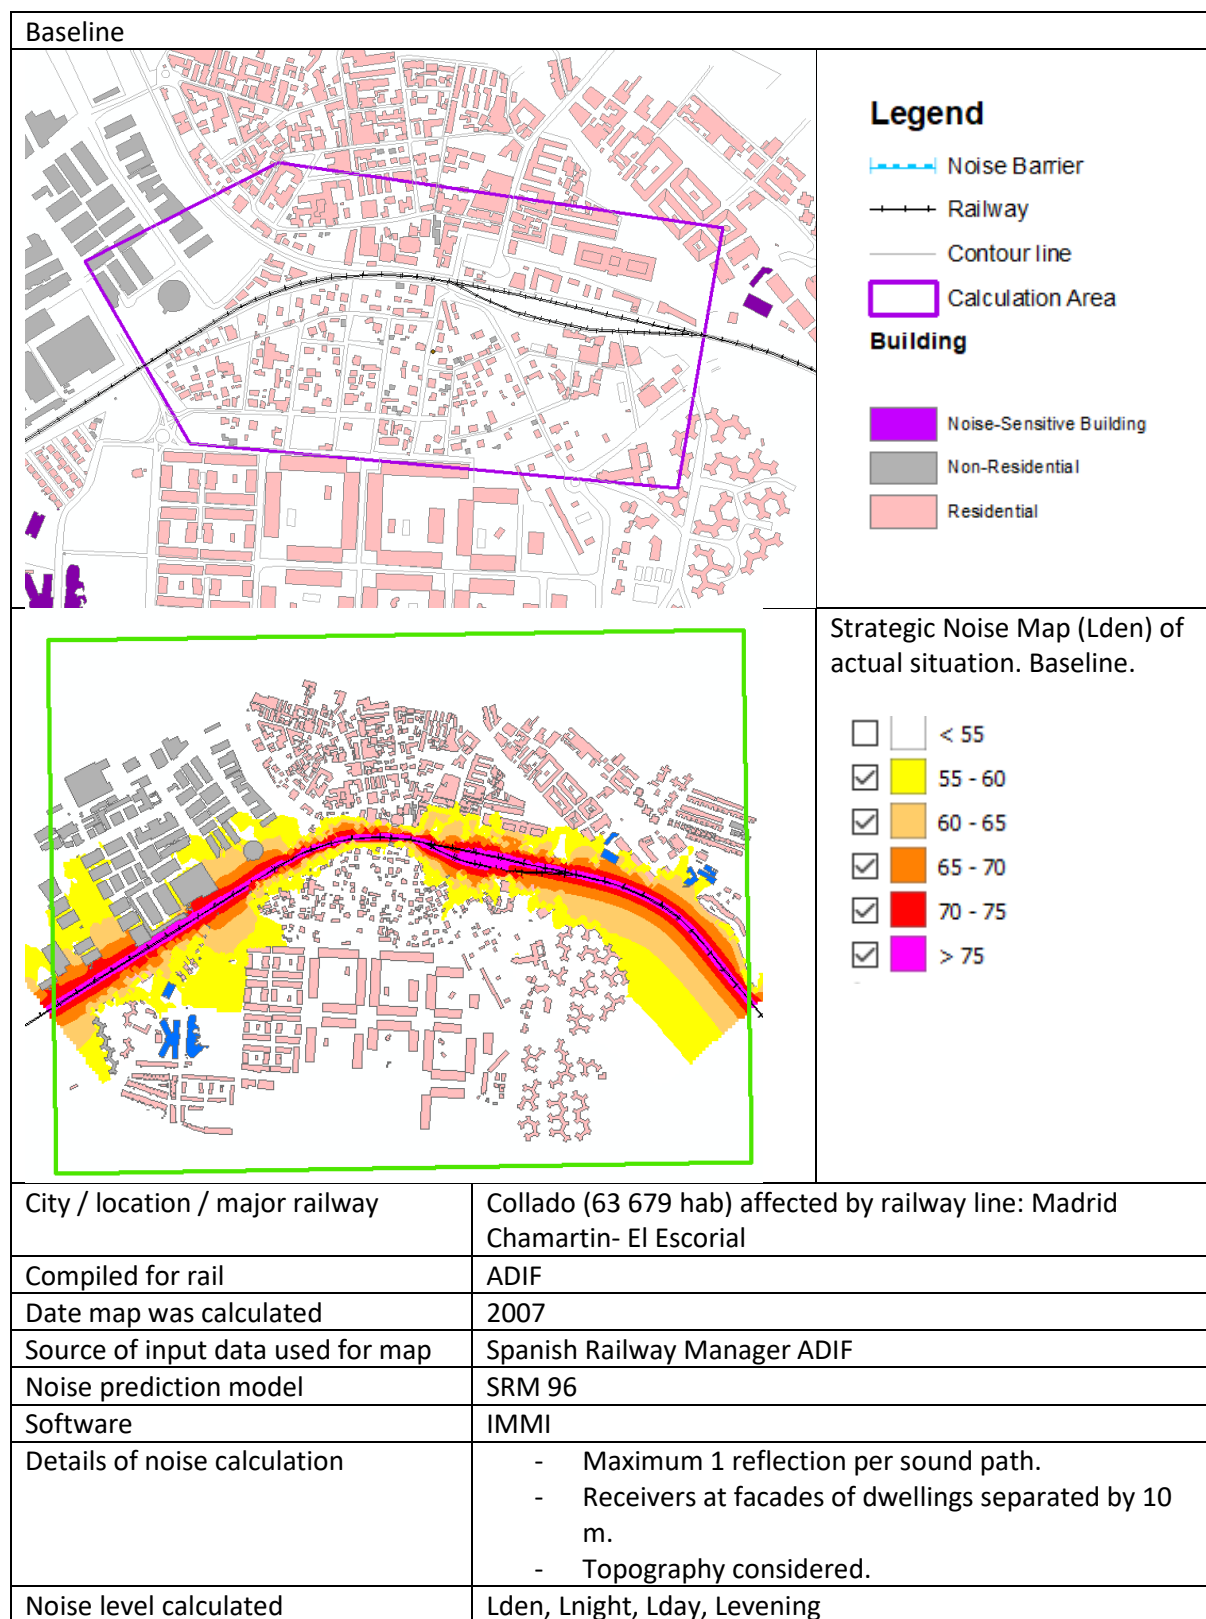 Baseline
Legend
Noise Barrier
Railway
Contour line
Calculation Area
Building
Noise-Sensitive Building
Non-Residential
Residential
Strategic Noise Map (Lden) of
actual situation. Baseline.
< 55
55 - 60
60 - 65
65 - 70
70 - 75
> 75
City / location / major railway
Collado (63 679 hab) affected by railway line: Madrid
Chamartin- El Escorial
Compiled for rail
ADIF
Date map was calculated
2007
Source of input data used for map
Spanish Railway Manager ADIF
Noise prediction model
SRM 96
Software
IMMI
Details of noise calculation
- Maximum 1 reflection per sound path.
- Receivers at facades of dwellings separated by 10
m.
- Topography considered.
Noise level calculated
Lden, Lnight, Lday, Levening